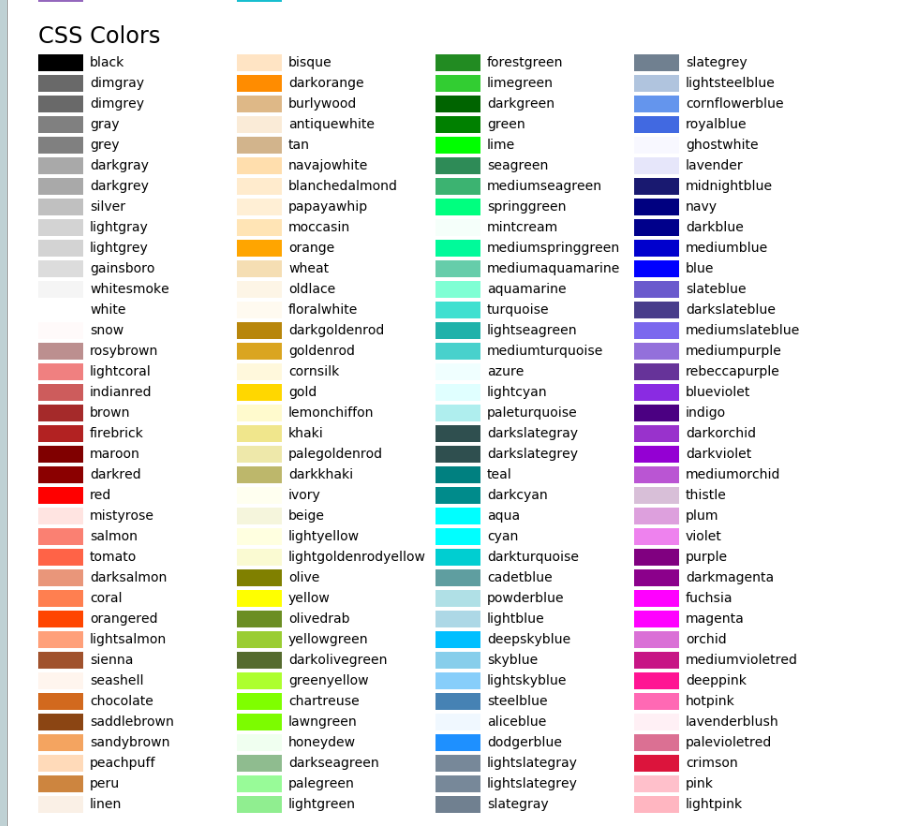 CSS Colors
black
dimgray
dimgrey
gray
grey
darkgray
darkgrey
silver
lightgray
lightgrey
gainsboro
whitesmoke
white
snow
rosybrown
lightcoral
indianred
brown
firebrick
maroon
darkred
red
mistyrose
salmon
tomato
darksalmon
coral
orangered
lightsalmon
sienna
seashell
chocolate
saddlebrown
sandybrown
peachpuff
peru
linen
bisque
darkorange
burlywood
antiquewhite
tan
navajowhite
blanchedalmond
papayawhip
moccasin
orange
wheat
oldlace
floralwhite
darkgoldenrod
goldenrod
cornsilk
gold
lemonchiffon
khaki
palegoldenrod
darkkhaki
ivory
beige
lightyellow
lightgoldenrodyellow
olive
yellow
olivedrab
yellowgreen
darkolivegreen
greenyellow
chartreuse
lawngreen
honeydew
darkseagreen
palegreen
lightgreen
forestgreen
limegreen
darkgreen
green
lime
seagreen
mediumseagreen
springgreen
mintcream
mediumspringgreen
mediumaquamarine
aquamarine
turquoise
lightseagreen
mediumturquoise
azure
lightcyan
paleturquoise
darkslategray
darkslategrey
teal
darkcyan
aqua
cyan
darkturquoise
cadetblue
powderblue
lightblue
deepskyblue
skyblue
lightskyblue
steelblue
aliceblue
dodgerblue
lightslategray
lightslategrey
slategray
slategrey
lightsteelblue
cornflowerblue
royalblue
ghostwhite
lavender
midnightblue
navy
darkblue
mediumblue
blue
slateblue
darkslateblue
mediumslateblue
mediumpurple
rebeccapurple
blueviolet
indigo
darkorchid
darkviolet
mediumorchid
thistle
plum
violet
purple
darkmagenta
fuchsia
magenta
orchid
mediumvioletred
deeppink
hotpink
lavenderblush
palevioletred
crimson
pink
lightpink